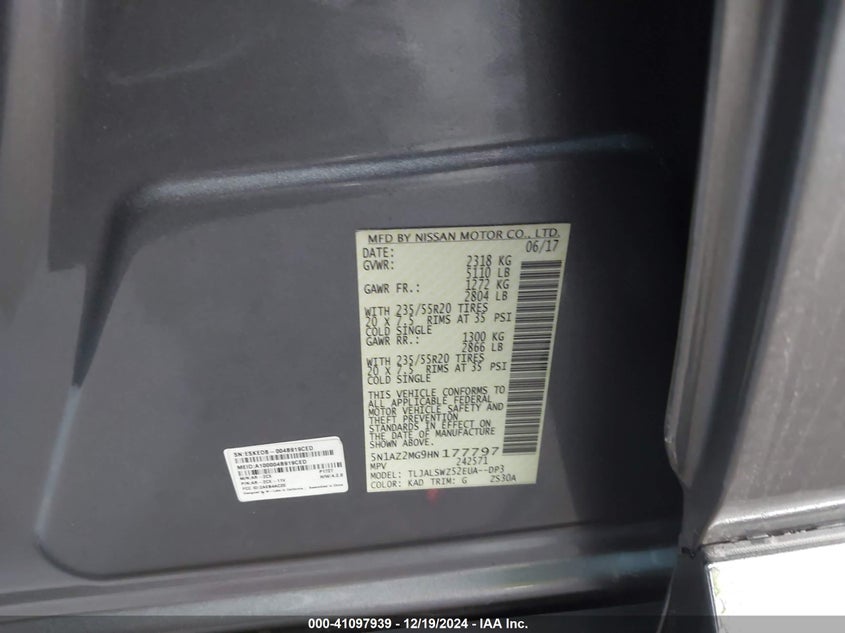 MFD BY NISSAN MOTOR CO., LTD.
DATE: 06/17
GVWR: 2318 KG
5110 LB
GAWR FR.: 1272 KG
2804 LB
WITH 235/55R20 TIRES
20 X 7.5 RIMS AT 35 PSI
COLD SINGLE
GAWR RR.: 1300 KG
2866 LB
WITH 235/55R20 TIRES
20 X 7.5 RIMS AT 35 PSI
COLD SINGLE
THIS VEHICLE CONFORMS TO
ALL APPLICABLE FEDERAL
MOTOR VEHICLE SAFETY AND
THEFT PREVENTION
STANDARDS IN EFFECT ON
THE DATE OF MANUFACTURE
SHOWN ABOVE.
5N1AZ2MG9HN177797
MPV 242571
MODEL: TLJALSWZ52EUA--DP3
COLOR: KAD TRIM: G 2S30A
MEID:A100004B919CED
000-41097939 - 12/19/2024 - IAA Inc.